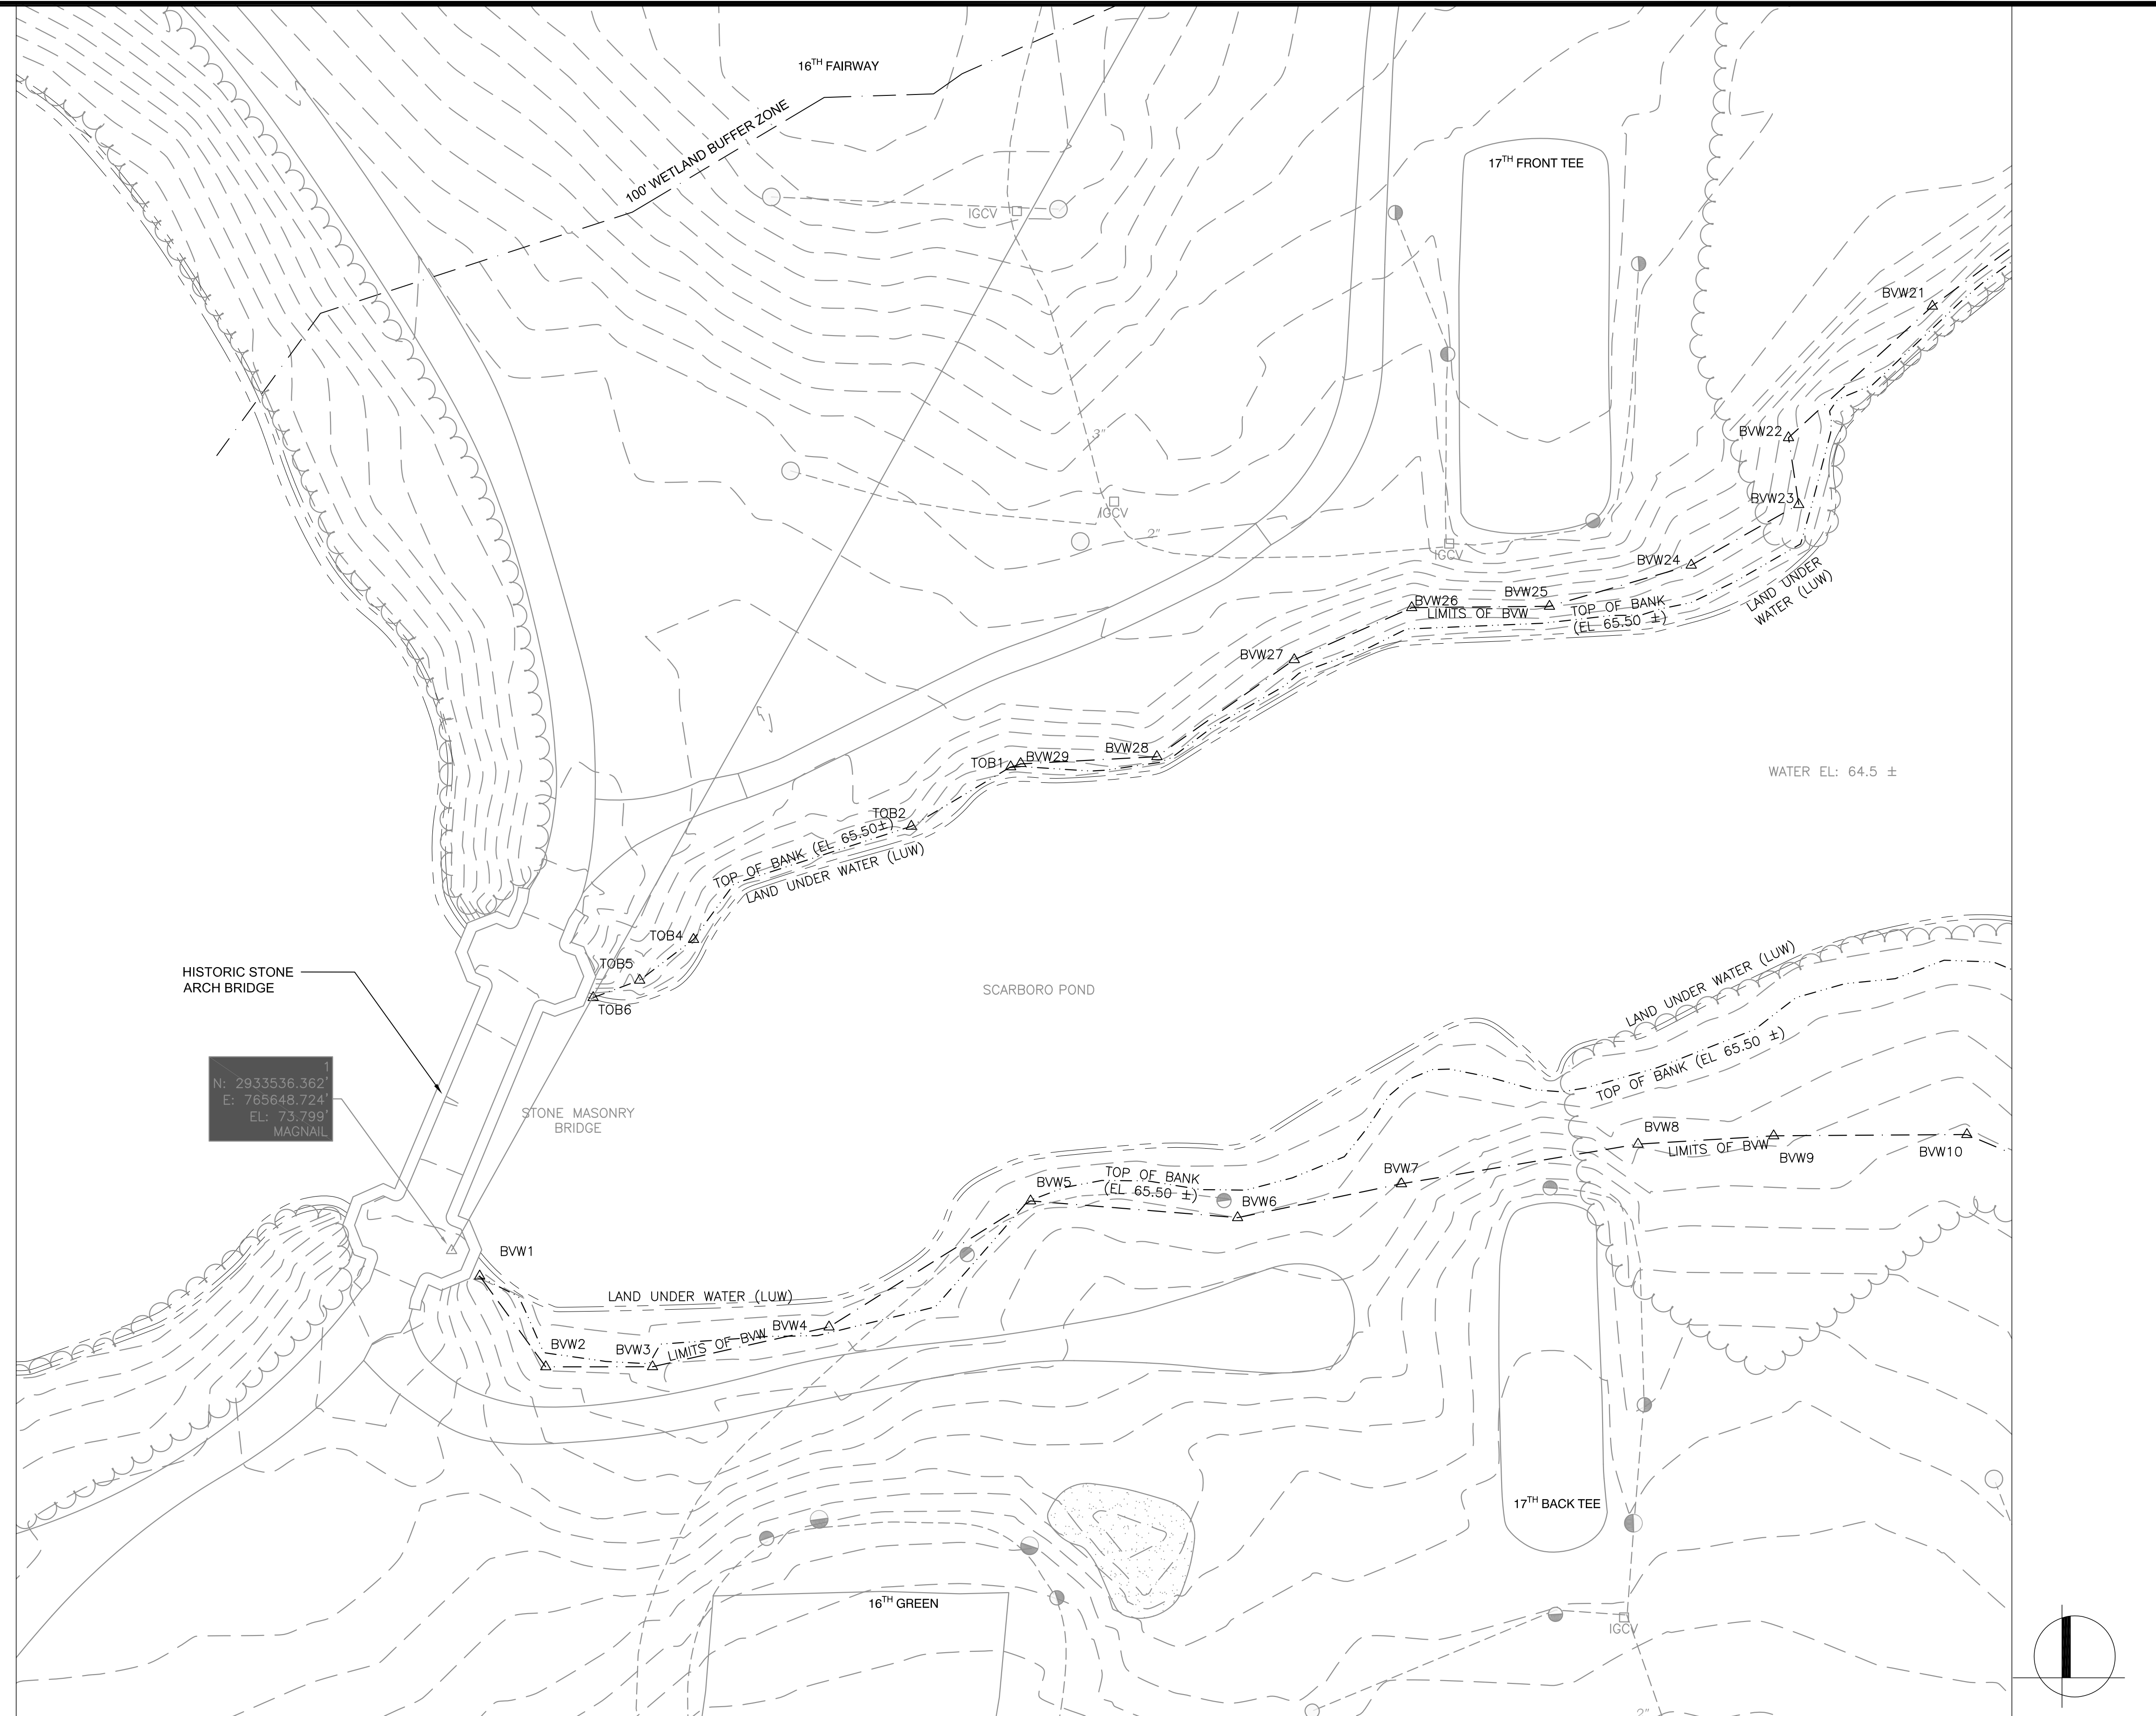 16TH FAIRWAY
100' WETLAND BUFFER ZONE
17TH FRONT TEE
IGCV
BVW21
3"
BVW22
BVW23
IGCV
2"
IGCV
BVW24
LAND UNDER
WATER (LUW)
BVW25
BVW26
LIMITS OF BVW
TOP OF BANK
(EL 65.50 ±)
BVW27
BVW28
BVW29
TOB1
WATER EL: 64.5 ±
TOB2
TOP OF BANK (EL 65.50±)
LAND UNDER WATER (LUW)
TOB4
TOB5
TOB6
HISTORIC STONE
ARCH BRIDGE
SCARBORO POND
LAND UNDER WATER (LUW)
TOP OF BANK (EL 65.50 ±)
1
N: 2933536.362'
E: 765648.724'
EL: 73.799'
MAGNAIL
STONE MASONRY
BRIDGE
BVW8
LIMITS OF BVW
BVW9
BVW10
BVW7
TOP OF BANK
(EL 65.50 ±)
BVW5
BVW6
BVW1
LAND UNDER WATER (LUW)
BVW4
LIMITS OF BVW
BVW2
BVW3
17TH BACK TEE
16TH GREEN
IGCV
2"